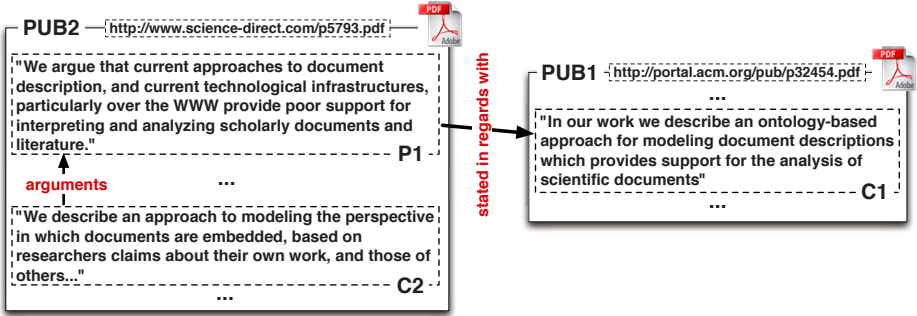 PUB2
http://www.science-direct.com/p5793.pdf
PDF
Adobe
"We argue that current approaches to document
description, and current technological infrastructures,
particularly over the WWW provide poor support for
interpreting and analyzing scholarly documents and
literature."
P1
arguments
...
"We describe an approach to modeling the perspective
in which documents are embedded, based on
researchers claims about their own work, and those of
others..."
C2
...
stated in regards with
PUB1
http://portal.acm.org/pub/p32454.pdf
PDF
Adobe
...
"In our work we describe an ontology-based
approach for modeling document descriptions
which provides support for the analysis of
scientific documents"
C1
...